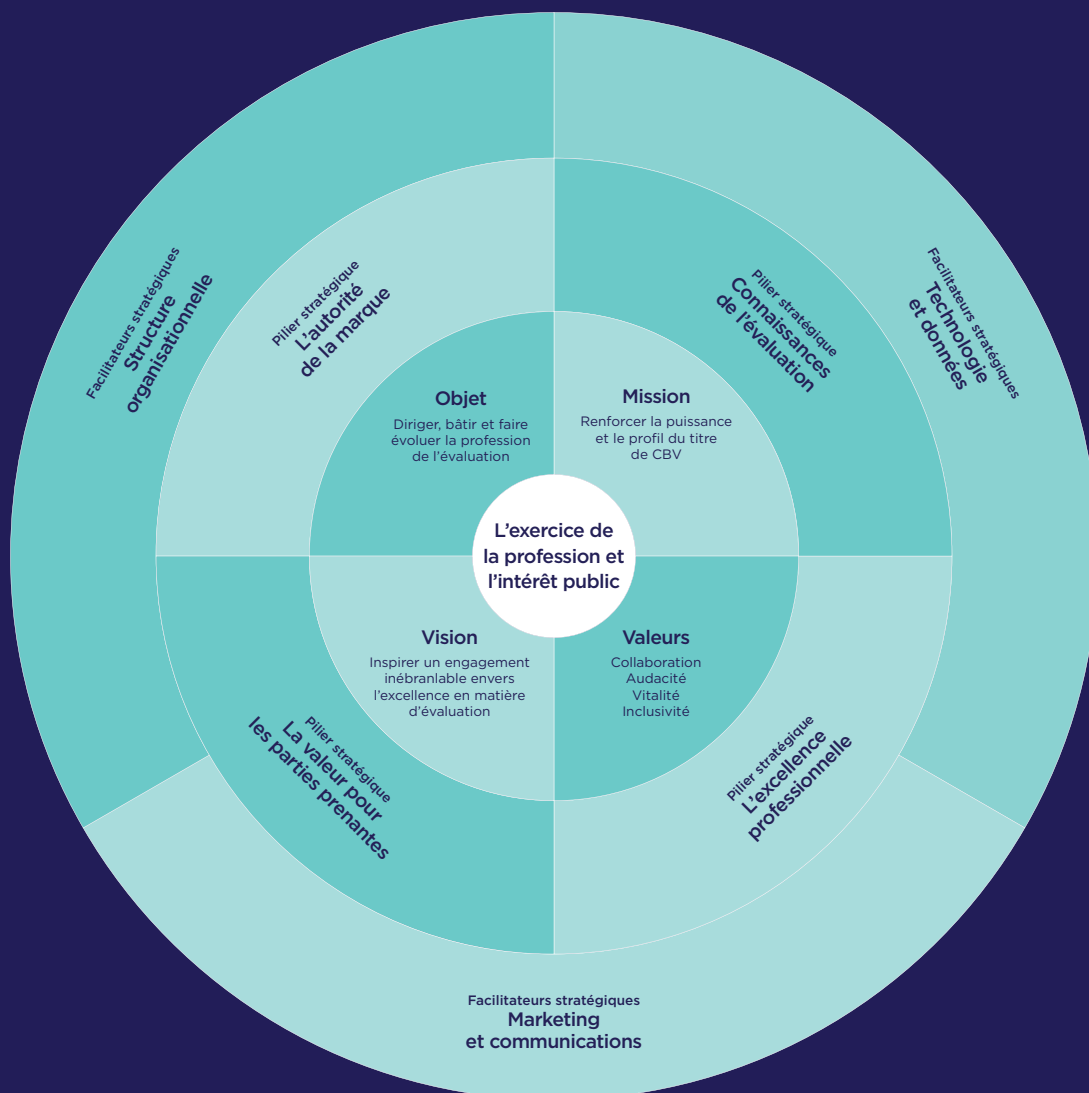 Facilitateurs stratégiques
Structure
organisationnelle
Facilitateurs stratégiques
Technologie
et données
Pilier stratégique
L'autorité
de la marque
Pilier stratégique
Connaissances
de l'évaluation
Objet
Diriger, bâtir et faire
évoluer la profession
de l'évaluation
Mission
Renforcer la puissance
et le profil du titre
de CBV
L'exercice de
la profession et
l'intérêt public
Vision
Inspirer un engagement
inébranlable envers
l'excellence en matière
d'évaluation
Valeurs
Collaboration
Audacité
Vitalité
Inclusivité
Pilier stratégique
La valeur pour
les parties prenantes
Pilier stratégique
L'excellence
professionnelle
Facilitateurs stratégiques
Marketing
et communications